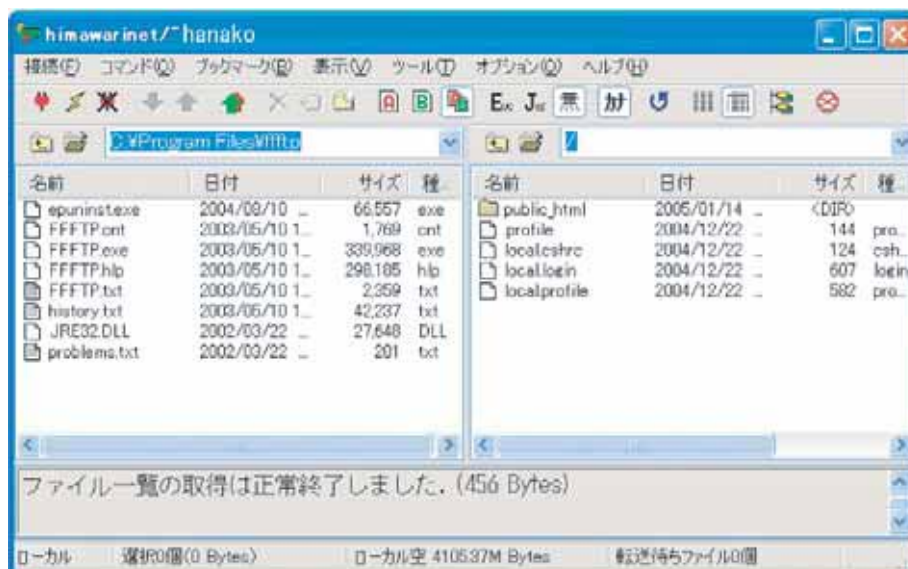 himawarinet/~hanako
接続(F) コマンド(C) ブックマーク(B) 表示(V) ツール(T) オプション(O) ヘルプ(H)
A B 無 カナ
C:¥Program Files¥ffftp /
名前 日付 サイズ 種.. 名前 日付 サイズ 種..
epuninst.exe 2004/08/10 ... 66,557 exe public_html 2005/01/14 ... <DIR>
FFFTP.cnt 2003/05/10 1... 1,769 cnt profile 2004/12/22 ... 144 pro...
FFFTP.exe 2003/05/10 1... 339,968 exe local.cshrc 2004/12/22 ... 124 csh...
FFFTP.hlp 2003/05/10 1... 298,185 hlp local.login 2004/12/22 ... 607 login
FFFTP.txt 2003/05/10 1... 2,359 txt local.profile 2004/12/22 ... 582 pro...
history.txt 2003/05/10 1... 42,237 txt
JRE32.DLL 2002/03/22 ... 27,648 DLL
problems.txt 2002/03/22 ... 201 txt
ファイル一覧の取得は正常終了しました. (456 Bytes)
ローカル 選択0個(0 Bytes) ローカル空 4105.37M Bytes 転送待ちファイル0個